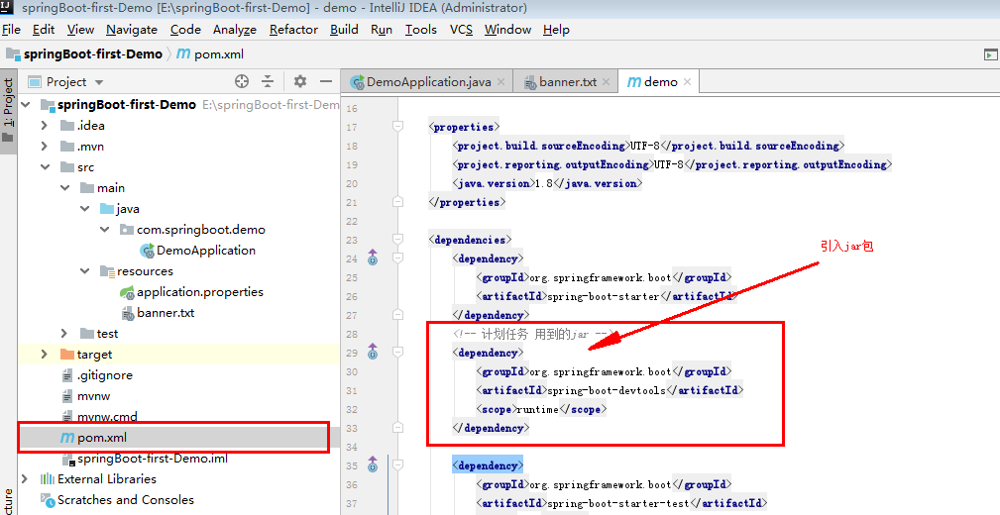 springBoot-first-Demo [E:\springBoot-first-Demo] - demo - IntelliJ IDEA (Administrator)
File Edit View Navigate Code Analyze Refactor Build Run Tools VCS Window Help
springBoot-first-Demo pom.xml
1: Project
Project
DemoApplication.java banner.txt demo
springBoot-first-Demo E:\springBoot-first-Dem
.idea
.mvn
src
main
java
com.springboot.demo
DemoApplication
resources
application.properties
banner.txt
test
target
.gitignore
mvnw
mvnw.cmd
pom.xml
springBoot-first-Demo.iml
External Libraries
Scratches and Consoles
cture
16
17 <properties>
18 <project.build.sourceEncoding>UTF-8</project.build.sourceEncoding>
19 <project.reporting.outputEncoding>UTF-8</project.reporting.outputEncoding>
20 <java.version>1.8</java.version>
21 </properties>
22
23 <dependencies>
24 <dependency>
25 <groupId>org.springframework.boot</groupId>
26 <artifactId>spring-boot-starter</artifactId>
27 </dependency>
28 <!-- 计划任务 用到的jar -->
29 <dependency>
30 <groupId>org.springframework.boot</groupId>
31 <artifactId>spring-boot-devtools</artifactId>
32 <scope>runtime</scope>
33 </dependency>
34
35 <dependency>
36 <groupId>org.springframework.boot</groupId>
37 <artifactId>spring-boot-starter-test</artifactId>
引入jar包